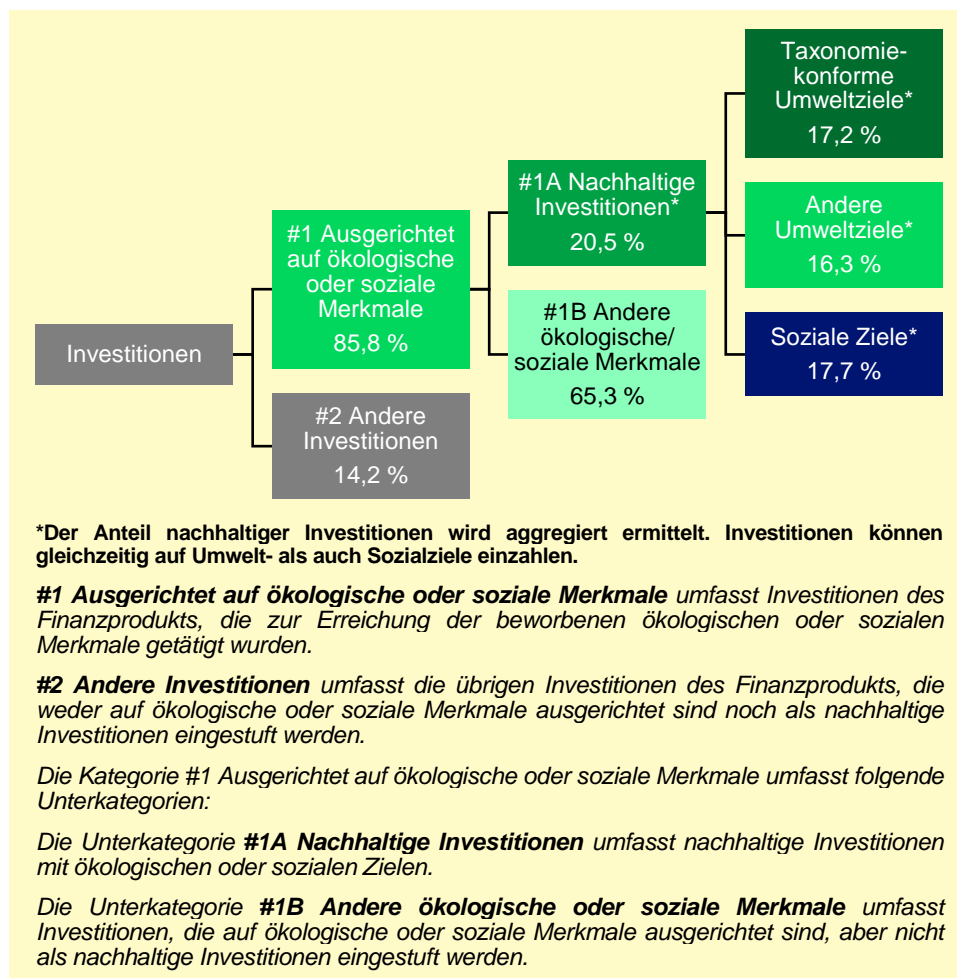 Investitionen
#1 Ausgerichtet
auf ökologische
oder soziale
Merkmale
85,8 %
#2 Andere
Investitionen
14,2 %
#1A Nachhaltige
Investitionen*
20,5 %
#1B Andere
ökologische/
soziale Merkmale
65,3 %
Taxonomie-
konforme
Umweltziele*
17,2 %
Andere
Umweltziele*
16,3 %
Soziale Ziele*
17,7 %
*Der Anteil nachhaltiger Investitionen wird aggregiert ermittelt. Investitionen können
gleichzeitig auf Umwelt- als auch Sozialziele einzahlen.
#1 Ausgerichtet auf ökologische oder soziale Merkmale umfasst Investitionen des
Finanzprodukts, die zur Erreichung der beworbenen ökologischen oder sozialen
Merkmale getätigt wurden.
#2 Andere Investitionen umfasst die übrigen Investitionen des Finanzprodukts, die
weder auf ökologische oder soziale Merkmale ausgerichtet sind noch als nachhaltige
Investitionen eingestuft werden.
Die Kategorie #1 Ausgerichtet auf ökologische oder soziale Merkmale umfasst folgende
Unterkategorien:
Die Unterkategorie #1A Nachhaltige Investitionen umfasst nachhaltige Investitionen
mit ökologischen oder sozialen Zielen.
Die Unterkategorie #1B Andere ökologische oder soziale Merkmale umfasst
Investitionen, die auf ökologische oder soziale Merkmale ausgerichtet sind, aber nicht
als nachhaltige Investitionen eingestuft werden.